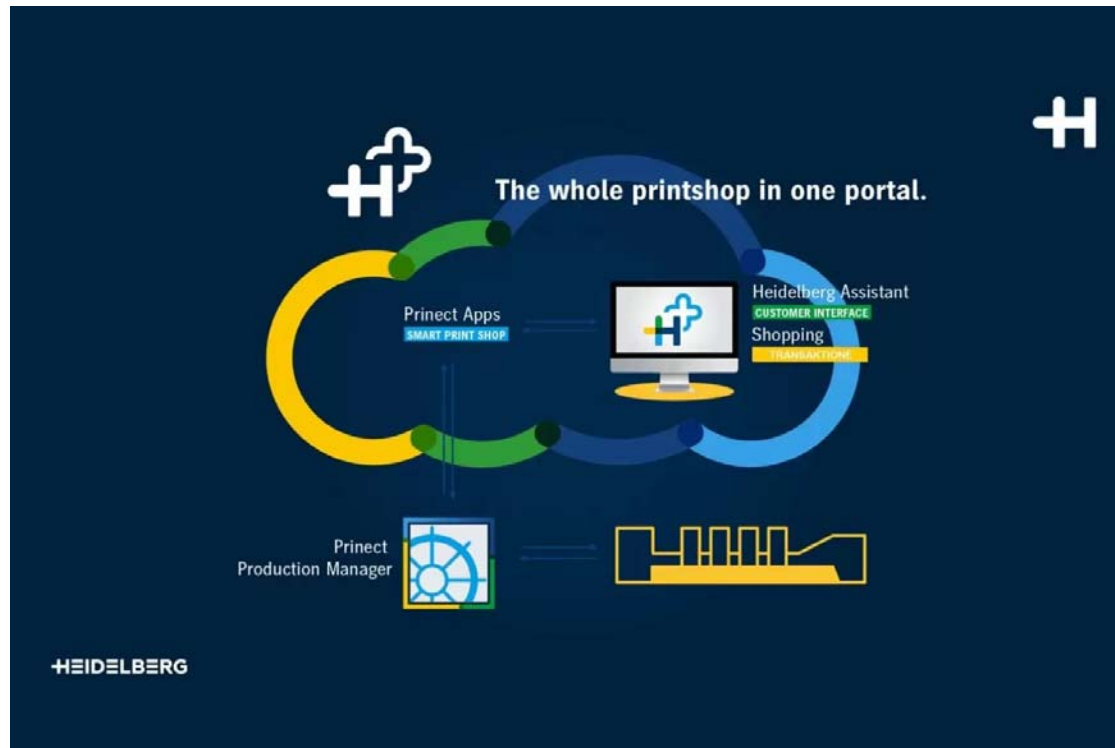 The whole printshop in one portal.
Prinect Apps
SMART PRINT SHOP
Heidelberg Assistant
CUSTOMER INTERFACE
Shopping
TRANSAKTIONE
Prinect
Production Manager
HEIDELBERG